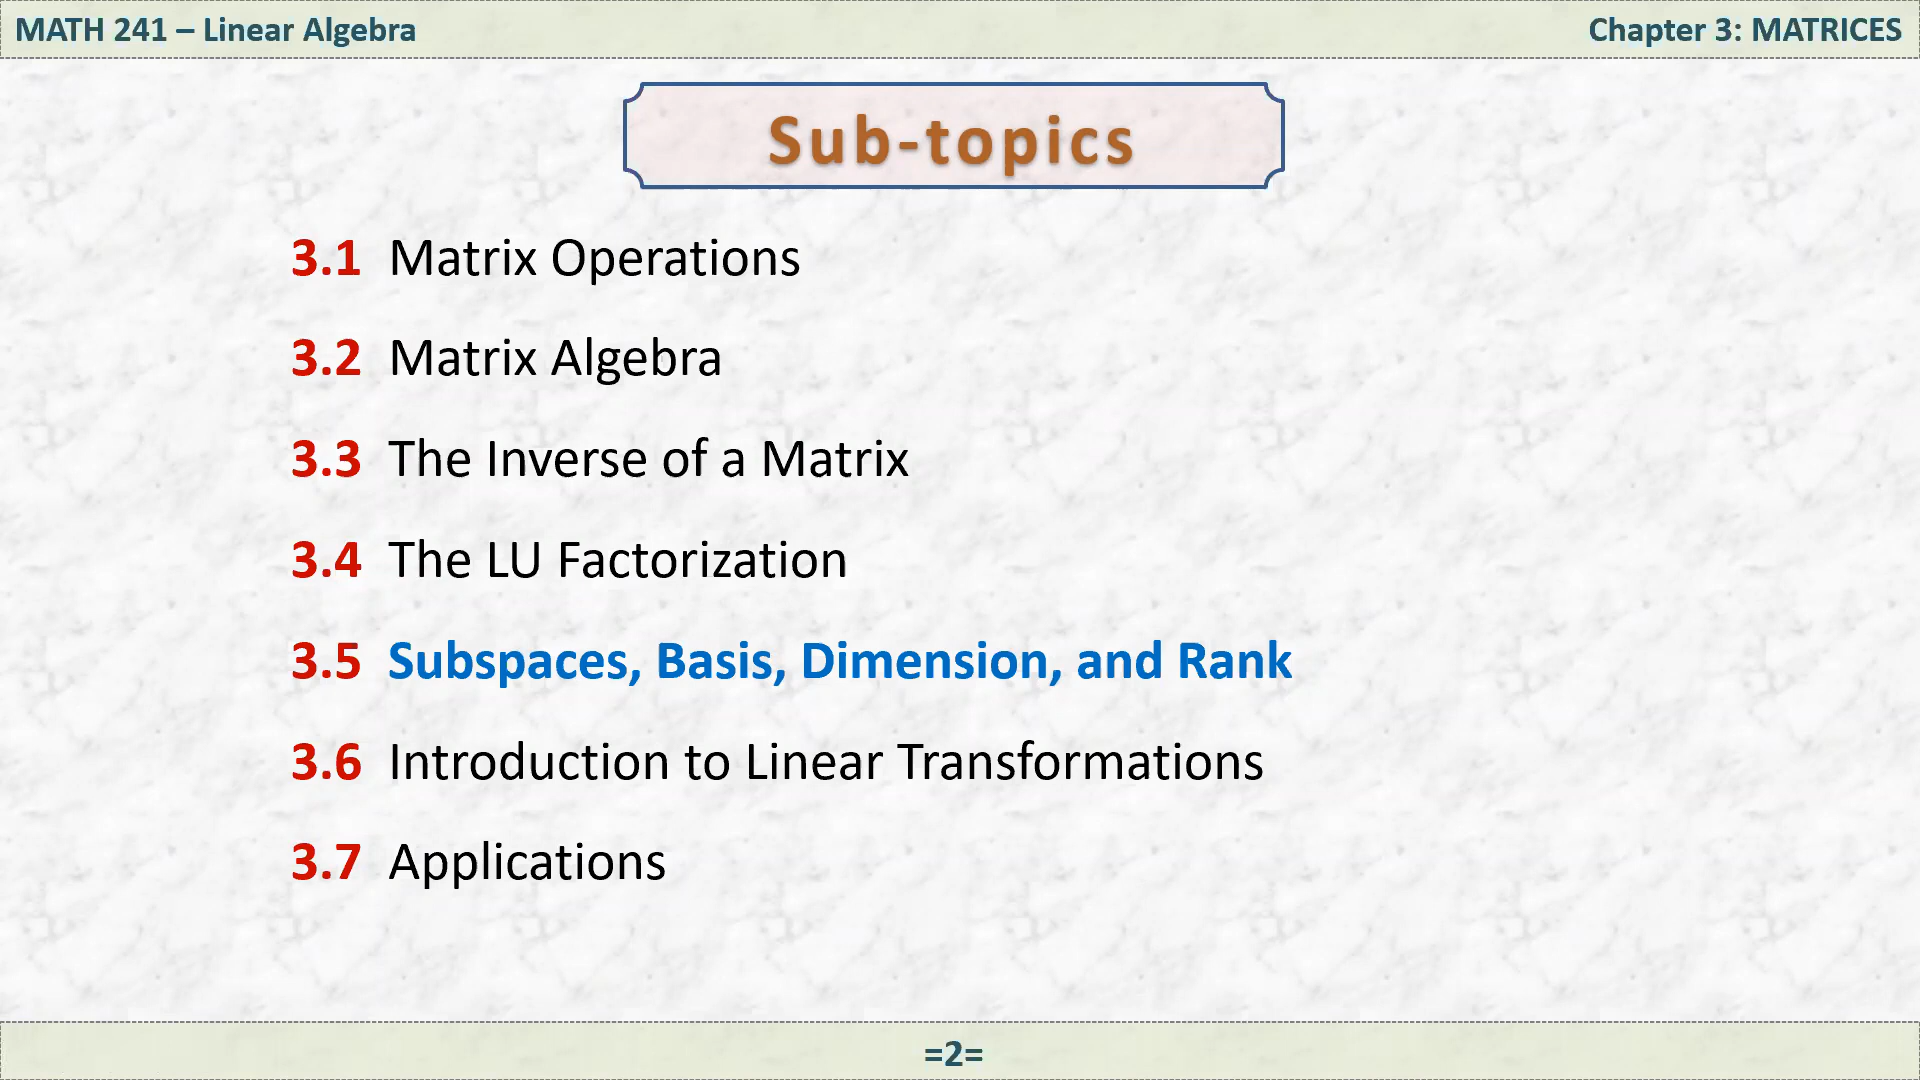 MATH 241 – Linear Algebra
Chapter 3: MATRICES
Sub-topics
3.1 Matrix Operations
3.2 Matrix Algebra
3.3 The Inverse of a Matrix
3.4 The LU Factorization
3.5 Subspaces, Basis, Dimension, and Rank
3.6 Introduction to Linear Transformations
3.7 Applications
=2=